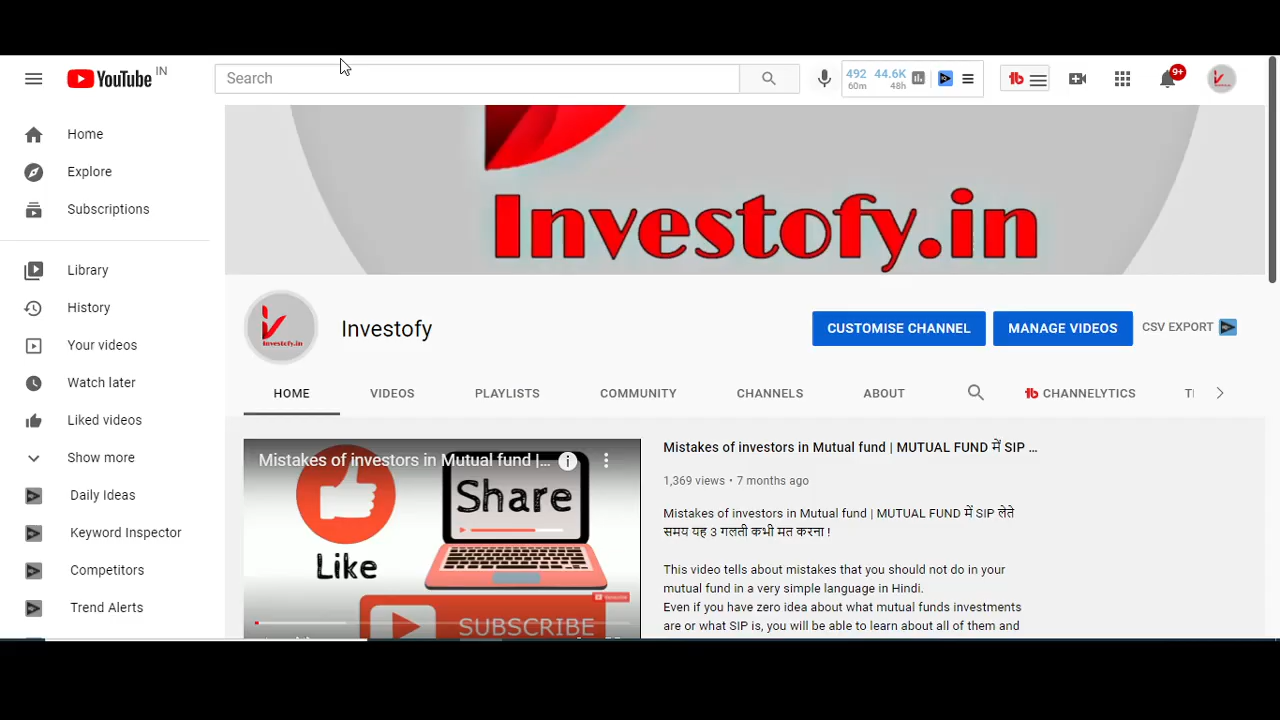 YouTube IN
Search
492 44.6K
60m 48h
9+
Home
Explore
Subscriptions
Library
History
Your videos
Watch later
Liked videos
Show more
Daily Ideas
Keyword Inspector
Competitors
Trend Alerts
Investofy.in
Investofy
CUSTOMISE CHANNEL
MANAGE VIDEOS
CSV EXPORT
HOME
VIDEOS
PLAYLISTS
COMMUNITY
CHANNELS
ABOUT
CHANNELYTICS
Mistakes of investors in Mutual fund |...
Share
Like
SUBSCRIBE
Mistakes of investors in Mutual fund | MUTUAL FUND में SIP ...
1,369 views • 7 months ago
Mistakes of investors in Mutual fund | MUTUAL FUND में SIP लेते
समय यह 3 गलती कभी मत करना !
This video tells about mistakes that you should not do in your
mutual fund in a very simple language in Hindi.
Even if you have zero idea about what mutual funds investments
are or what SIP is, you will be able to learn about all of them and